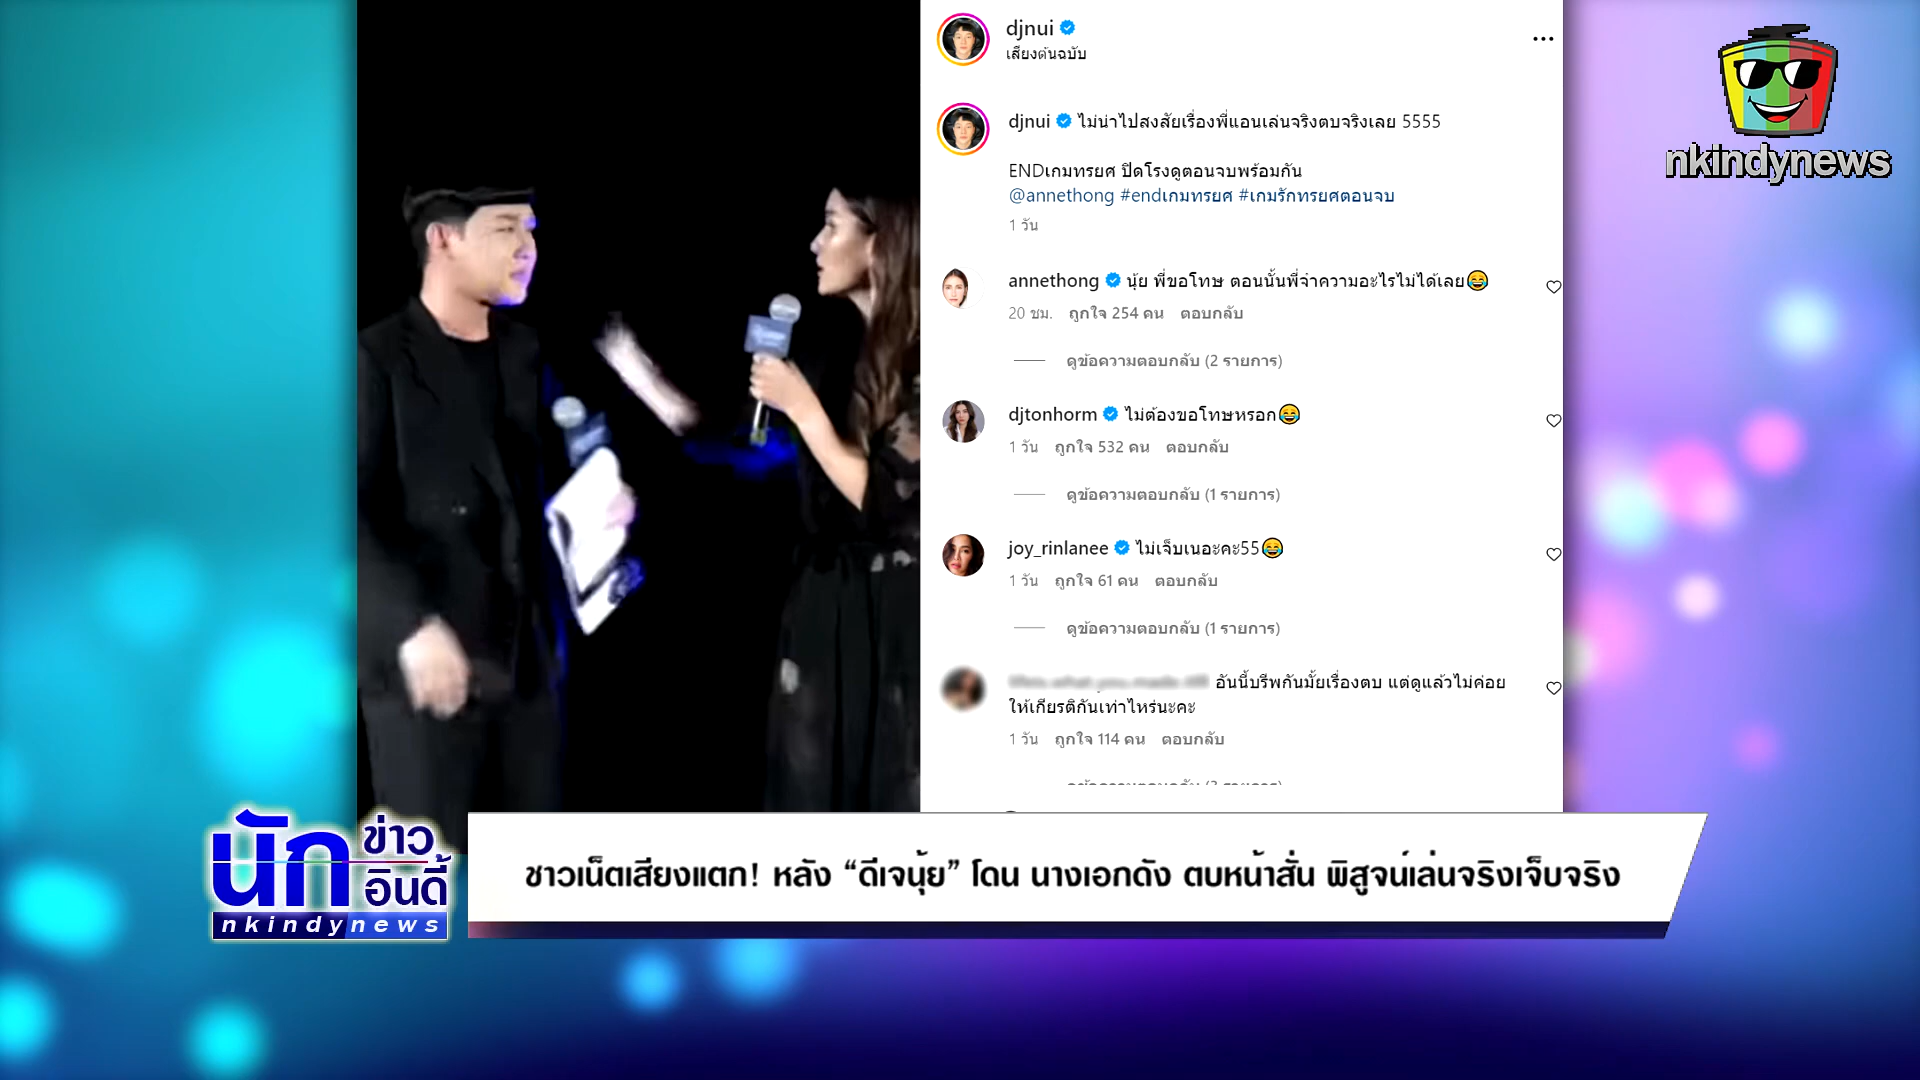 djnui
เสียงต้นฉบับ
djnui ไม่น่าไปสงสัยเรื่องพี่แอนเล่นจริงตบจริงเลย 5555
ENDเกมทรยศ ปิดโรงดูตอนจบพร้อมกัน
@annethong #endเกมทรยศ #เกมรักทรยศตอนจบ
1 วัน
annethong นุ้ย พี่ขอโทษ ตอนนั้นพี่จำความอะไรไม่ได้เลย😂
20 ชม. ถูกใจ 254 คน ตอบกลับ
ดูข้อความตอบกลับ (2 รายการ)
djtonhorm ไม่ต้องขอโทษหรอก😂
1 วัน ถูกใจ 532 คน ตอบกลับ
ดูข้อความตอบกลับ (1 รายการ)
joy_rinlanee ไม่เจ็บเนอะคะ55😂
1 วัน ถูกใจ 61 คน ตอบกลับ
ดูข้อความตอบกลับ (1 รายการ)
อันนี้บรีพกันมั้ยเรื่องตบ แต่ดูแล้วไม่ค่อย
ให้เกียรติกันเท่าไหร่นะคะ
1 วัน ถูกใจ 114 คน ตอบกลับ
nkindynews
นักข่าวอินดี้
nkindynews
ชาวเน็ตเสียงแตก! หลัง “ดีเจนุ้ย” โดน นางเอกดัง ตบหน้าสั่น พิสูจน์เล่นจริงเจ็บจริง